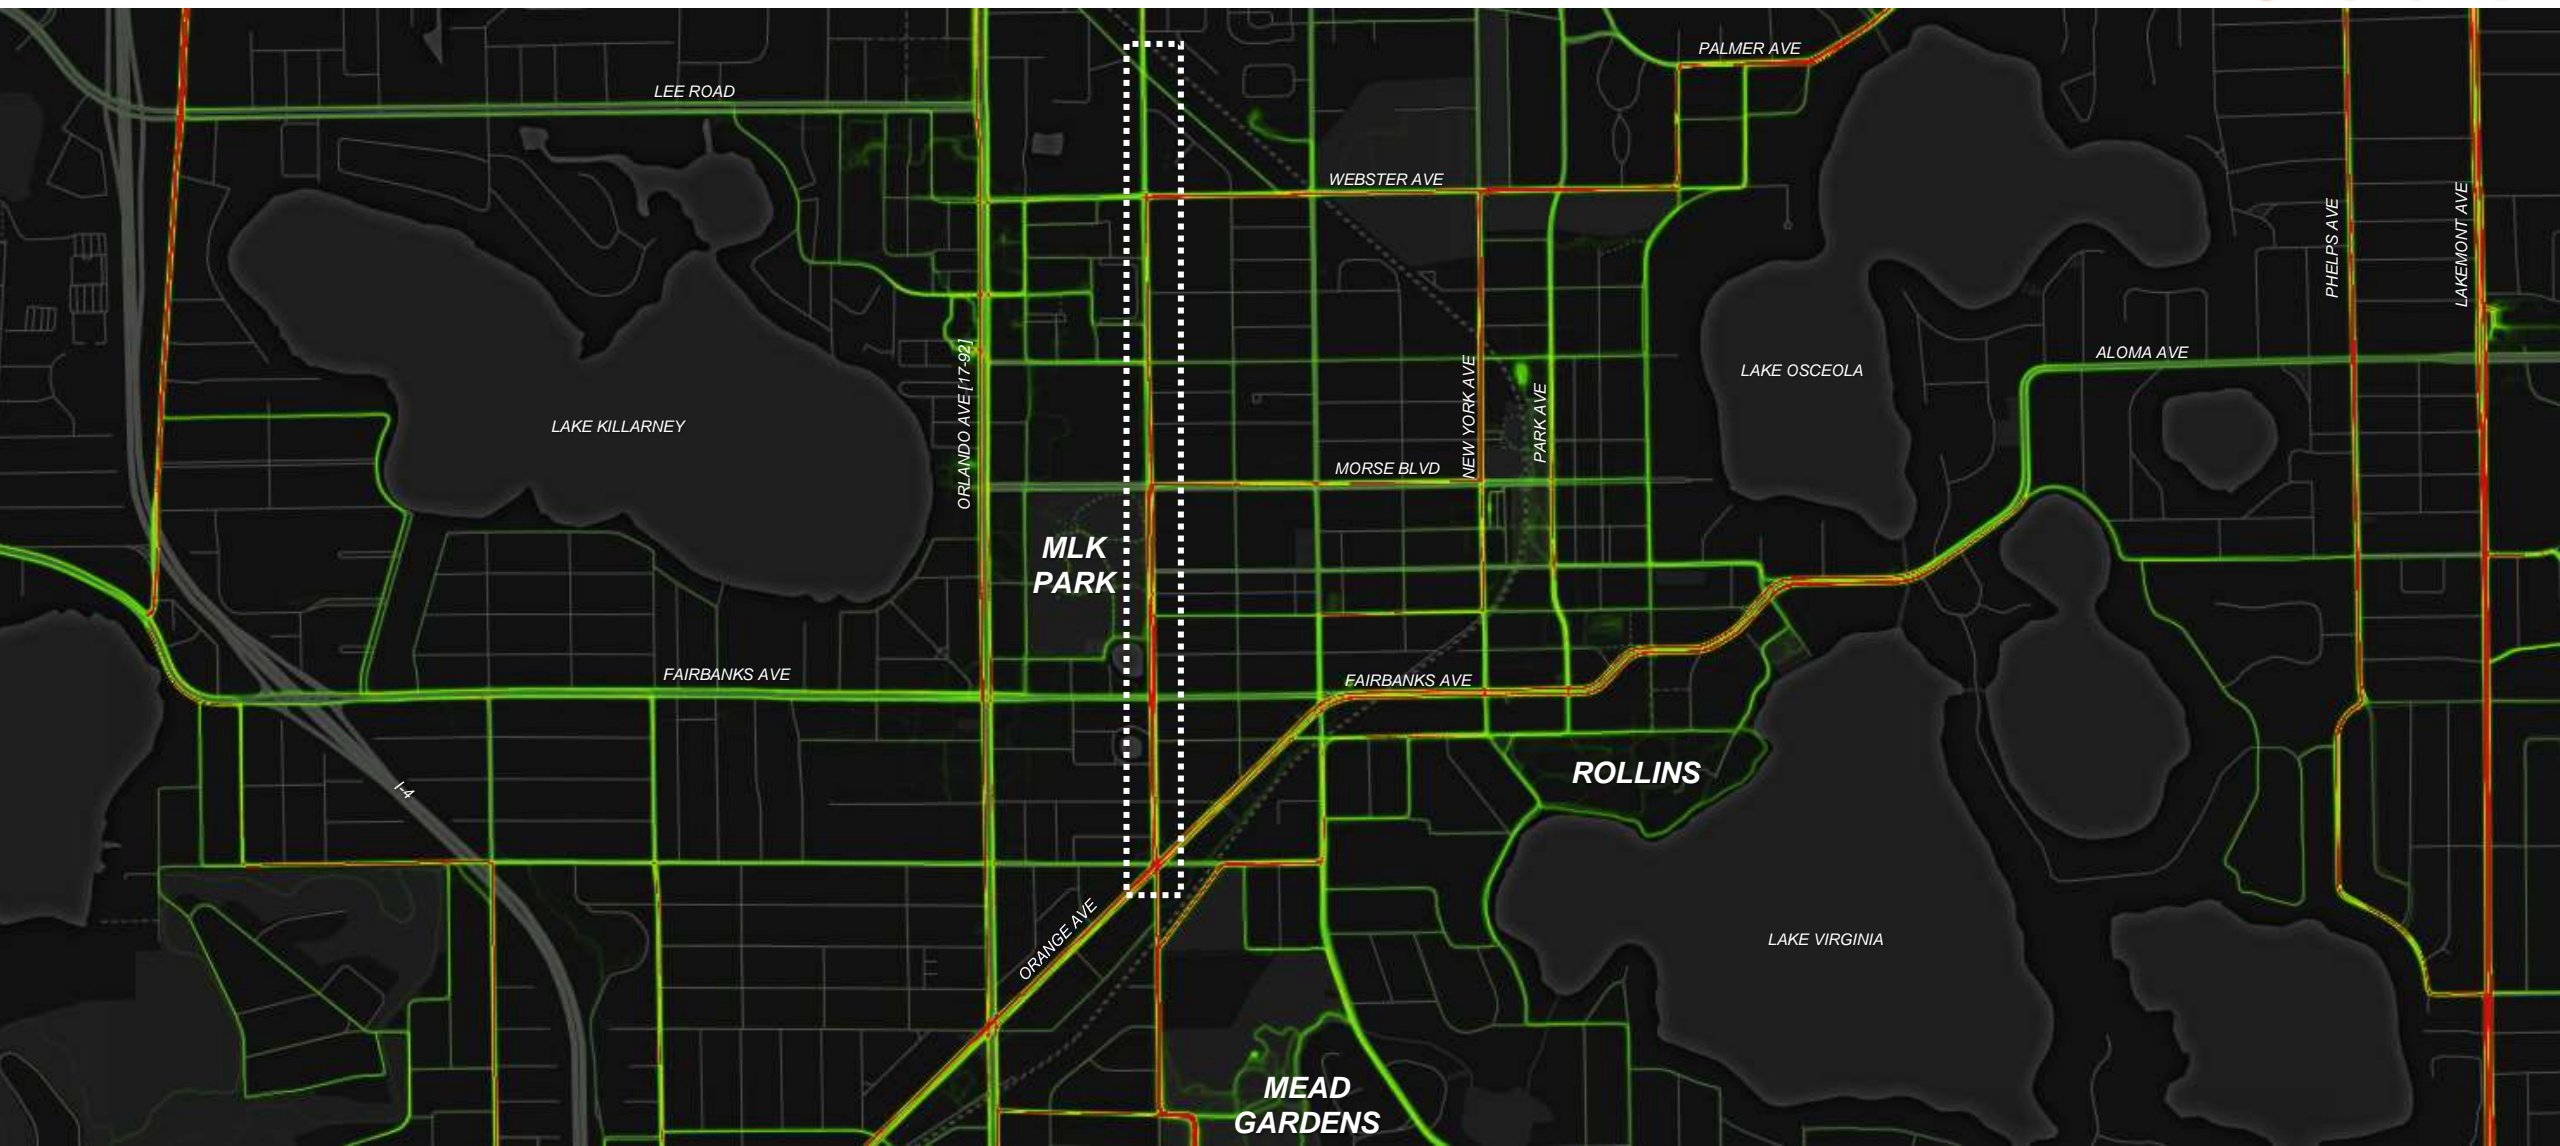 PALMER AVE
LEE ROAD
WEBSTER AVE
PHELPS AVE
LAKEMONT AVE
ORLANDO AVE [17-92]
NEW YORK AVE
PARK AVE
ALOMA AVE
LAKE OSCEOLA
LAKE KILLARNEY
MORSE BLVD
MLK
PARK
FAIRBANKS AVE
FAIRBANKS AVE
I-4
ROLLINS
ORANGE AVE
LAKE VIRGINIA
MEAD
GARDENS